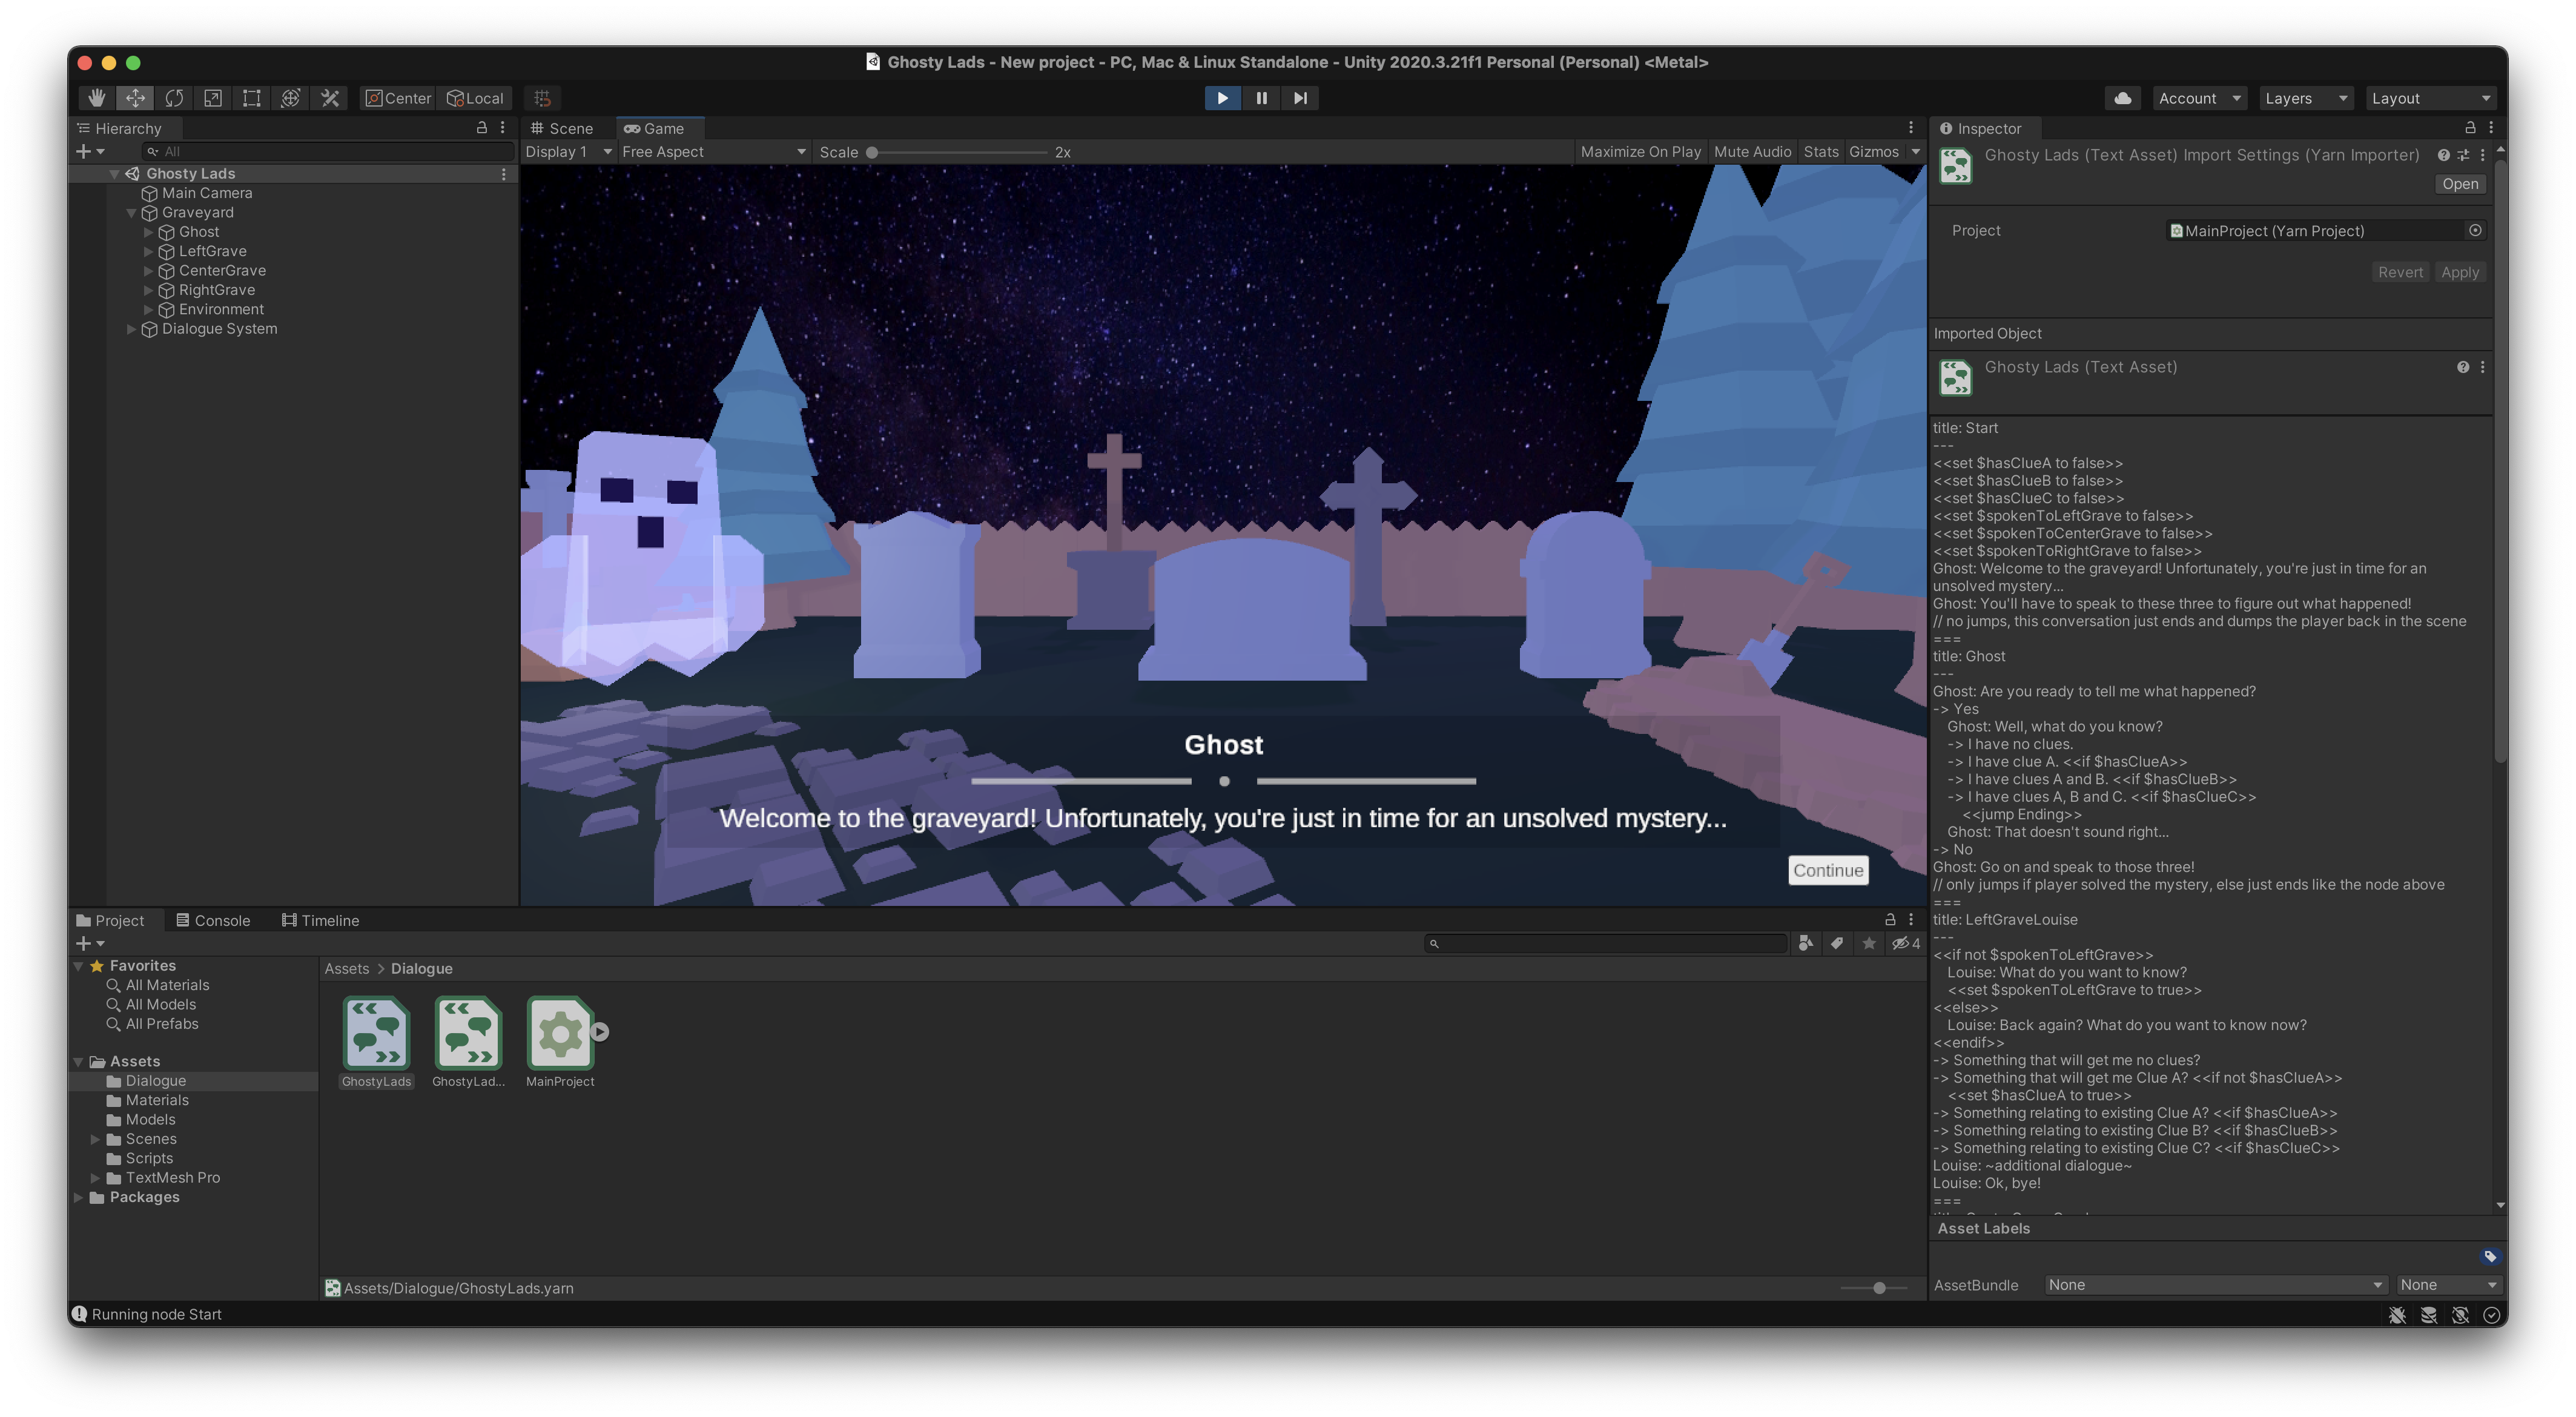 Ghosty Lads - New project - PC, Mac & Linux Standalone - Unity 2020.3.21f1 Personal (Personal) <Metal>
Center
Local
Account
Layers
Layout
Hierarchy
All
Ghosty Lads
Main Camera
Graveyard
Ghost
LeftGrave
CenterGrave
RightGrave
Environment
Dialogue System
Scene
Game
Display 1
Free Aspect
Scale
2x
Maximize On Play
Mute Audio
Stats
Gizmos
Ghost
Welcome to the graveyard! Unfortunately, you're just in time for an unsolved mystery...
Continue
Inspector
Ghosty Lads (Text Asset) Import Settings (Yarn Importer)
Open
Project
MainProject (Yarn Project)
Revert
Apply
Imported Object
Ghosty Lads (Text Asset)
title: Start
---
<<set $hasClueA to false>>
<<set $hasClueB to false>>
<<set $hasClueC to false>>
<<set $spokenToLeftGrave to false>>
<<set $spokenToCenterGrave to false>>
<<set $spokenToRightGrave to false>>
Ghost: Welcome to the graveyard! Unfortunately, you're just in time for an
unsolved mystery...
Ghost: You'll have to speak to these three to figure out what happened!
// no jumps, this conversation just ends and dumps the player back in the scene
===
title: Ghost
---
Ghost: Are you ready to tell me what happened?
-> Yes
Ghost: Well, what do you know?
-> I have no clues.
-> I have clue A. <<if $hasClueA>>
-> I have clues A and B. <<if $hasClueB>>
-> I have clues A, B and C. <<if $hasClueC>>
<<jump Ending>>
Ghost: That doesn't sound right...
-> No
Ghost: Go on and speak to those three!
// only jumps if player solved the mystery, else just ends like the node above
===
title: LeftGraveLouise
---
<<if not $spokenToLeftGrave>>
Louise: What do you want to know?
<<set $spokenToLeftGrave to true>>
<<else>>
Louise: Back again? What do you want to know now?
<<endif>>
-> Something that will get me no clues?
-> Something that will get me Clue A? <<if not $hasClueA>>
<<set $hasClueA to true>>
-> Something relating to existing Clue A? <<if $hasClueA>>
-> Something relating to existing Clue B? <<if $hasClueB>>
-> Something relating to existing Clue C? <<if $hasClueC>>
Louise: ~additional dialogue~
Louise: Ok, bye!
===
Asset Labels
AssetBundle
None
None
Project
Console
Timeline
4
Favorites
All Materials
All Models
All Prefabs
Assets
Dialogue
Materials
Models
Scenes
Scripts
TextMesh Pro
Packages
Assets > Dialogue
GhostyLads
GhostyLad...
MainProject
Assets/Dialogue/GhostyLads.yarn
Running node Start